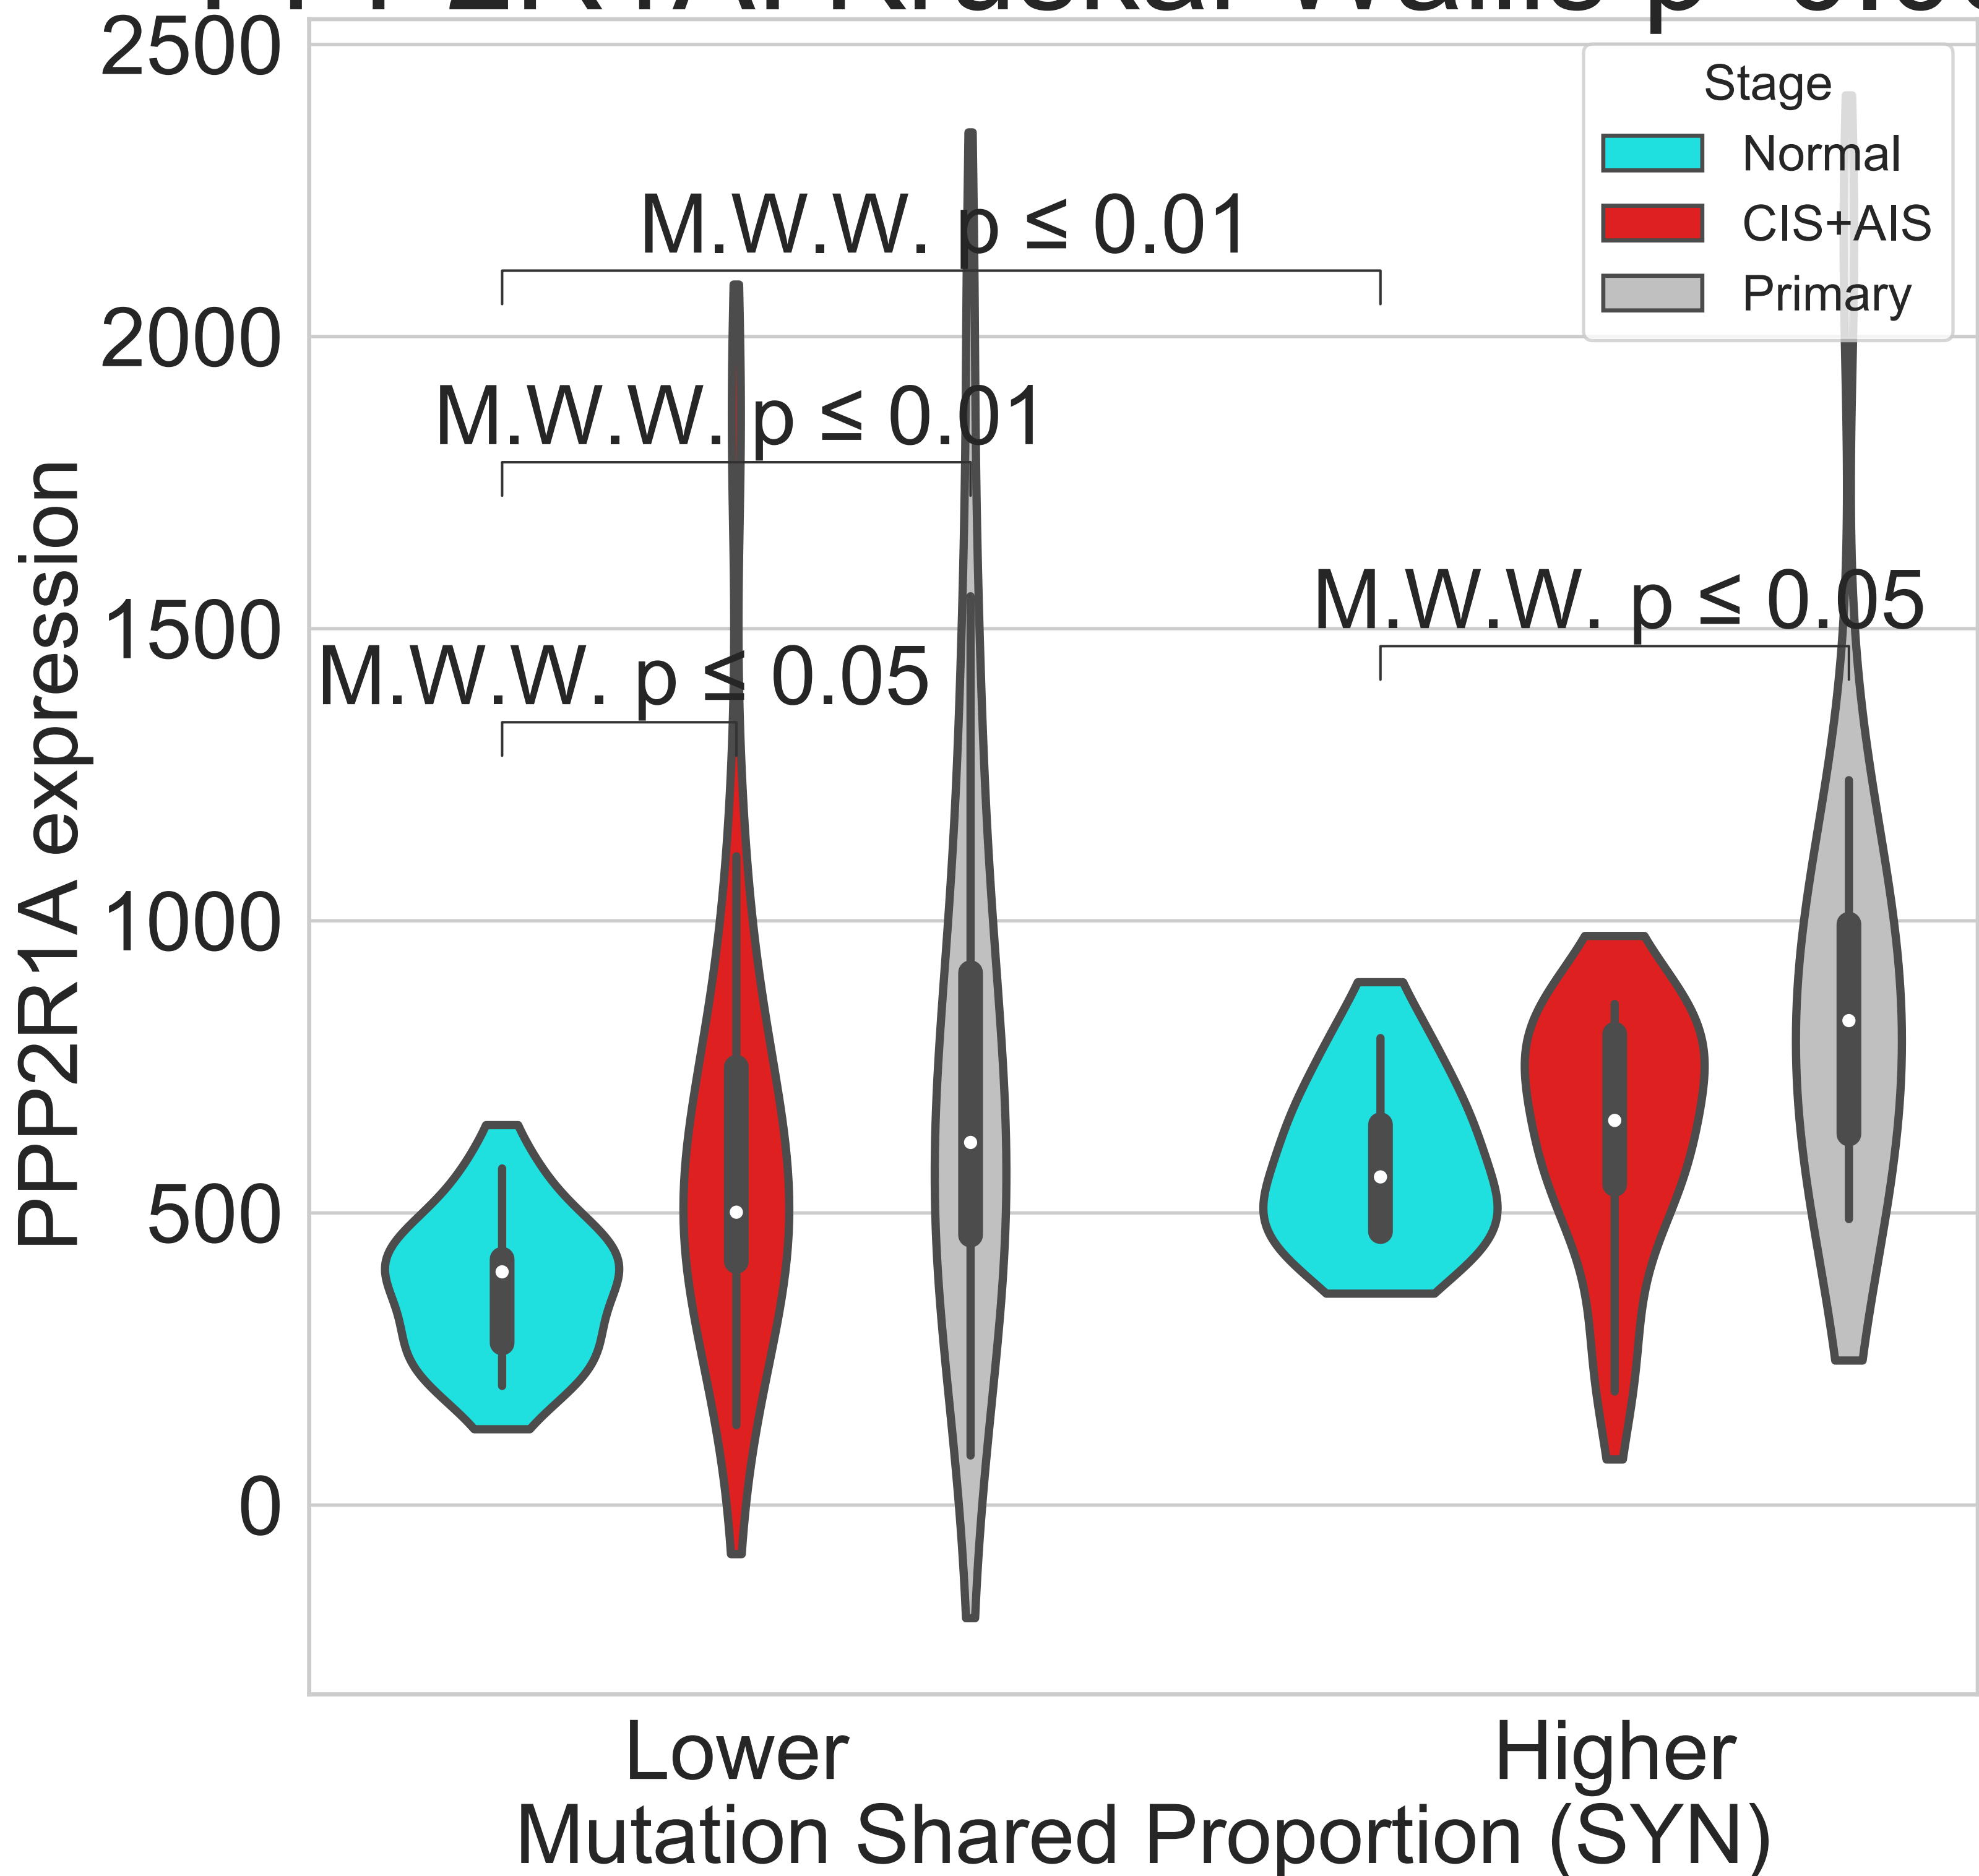 2500
2000
1500
1000
500
0
PPP2R1A expression
Stage
Normal
CIS+AIS
Primary
M.W.W. p ≤ 0.01
M.W.W. p ≤ 0.01
M.W.W. p ≤ 0.05
M.W.W. p ≤ 0.05
Lower
Higher
Mutation Shared Proportion (SYN)